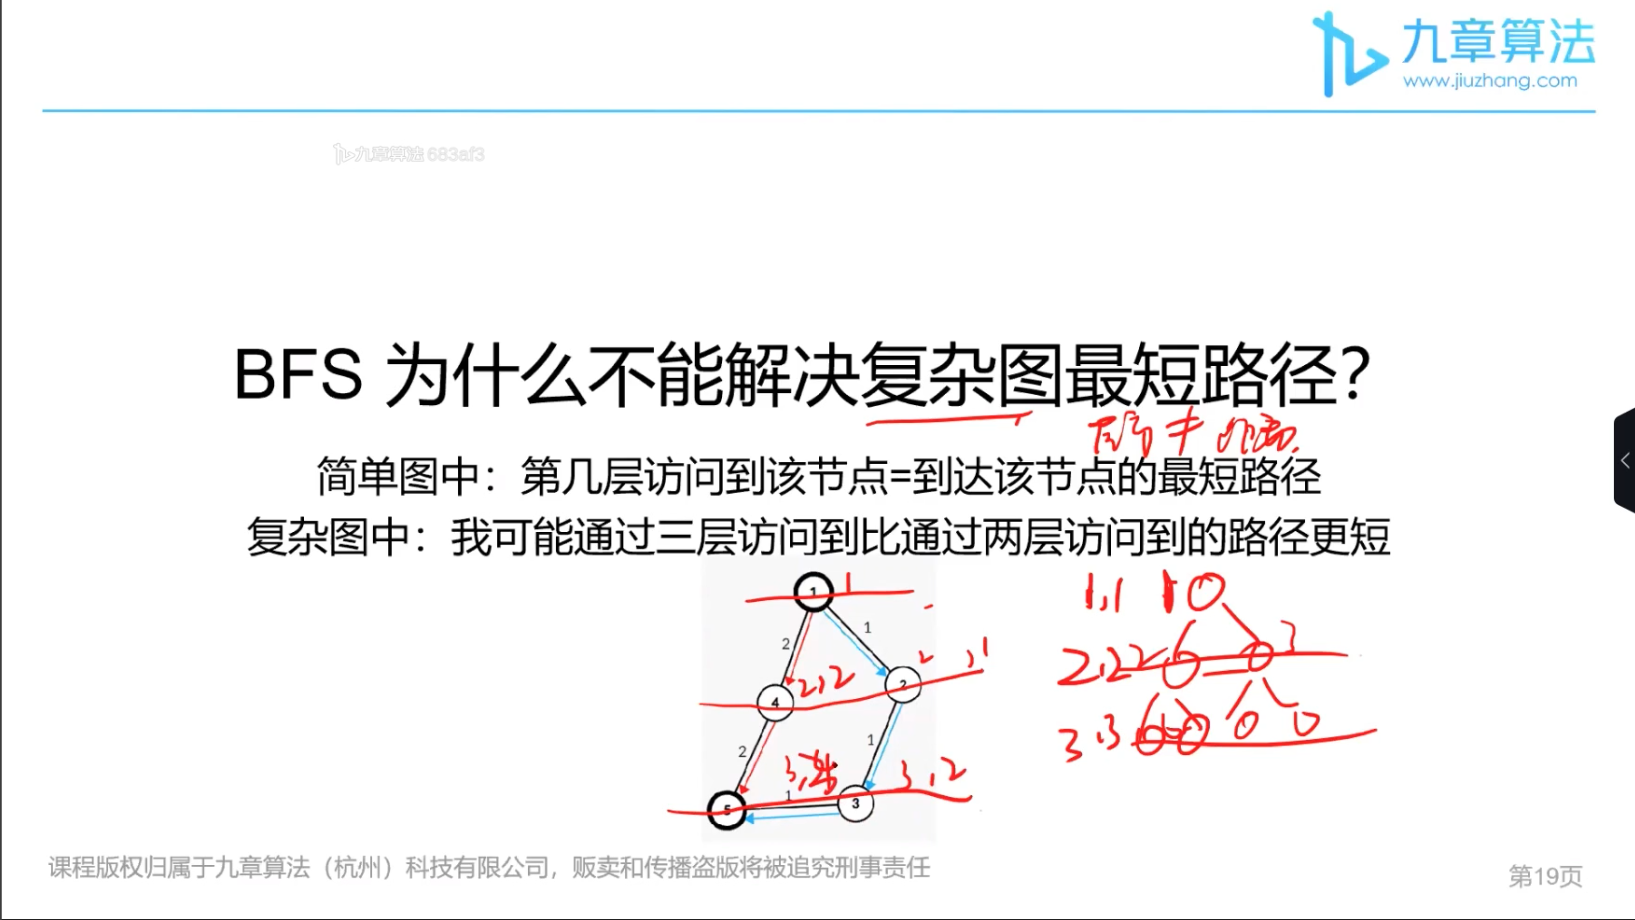 九章算法
www.jiuzhang.com
九章算法 683af3
BFS 为什么不能解决复杂图最短路径?
层序 ≠ 距离.
简单图中：第几层访问到该节点=到达该节点的最短路径
复杂图中：我可能通过三层访问到比通过两层访问到的路径更短
1 1
2 1
2,2 2 ,1
4 2
2 1
3, 3,2
5 1 3
1,1 1
2,2 2 3
3,3
课程版权归属于九章算法（杭州）科技有限公司，贩卖和传播盗版将被追究刑事责任
第19页